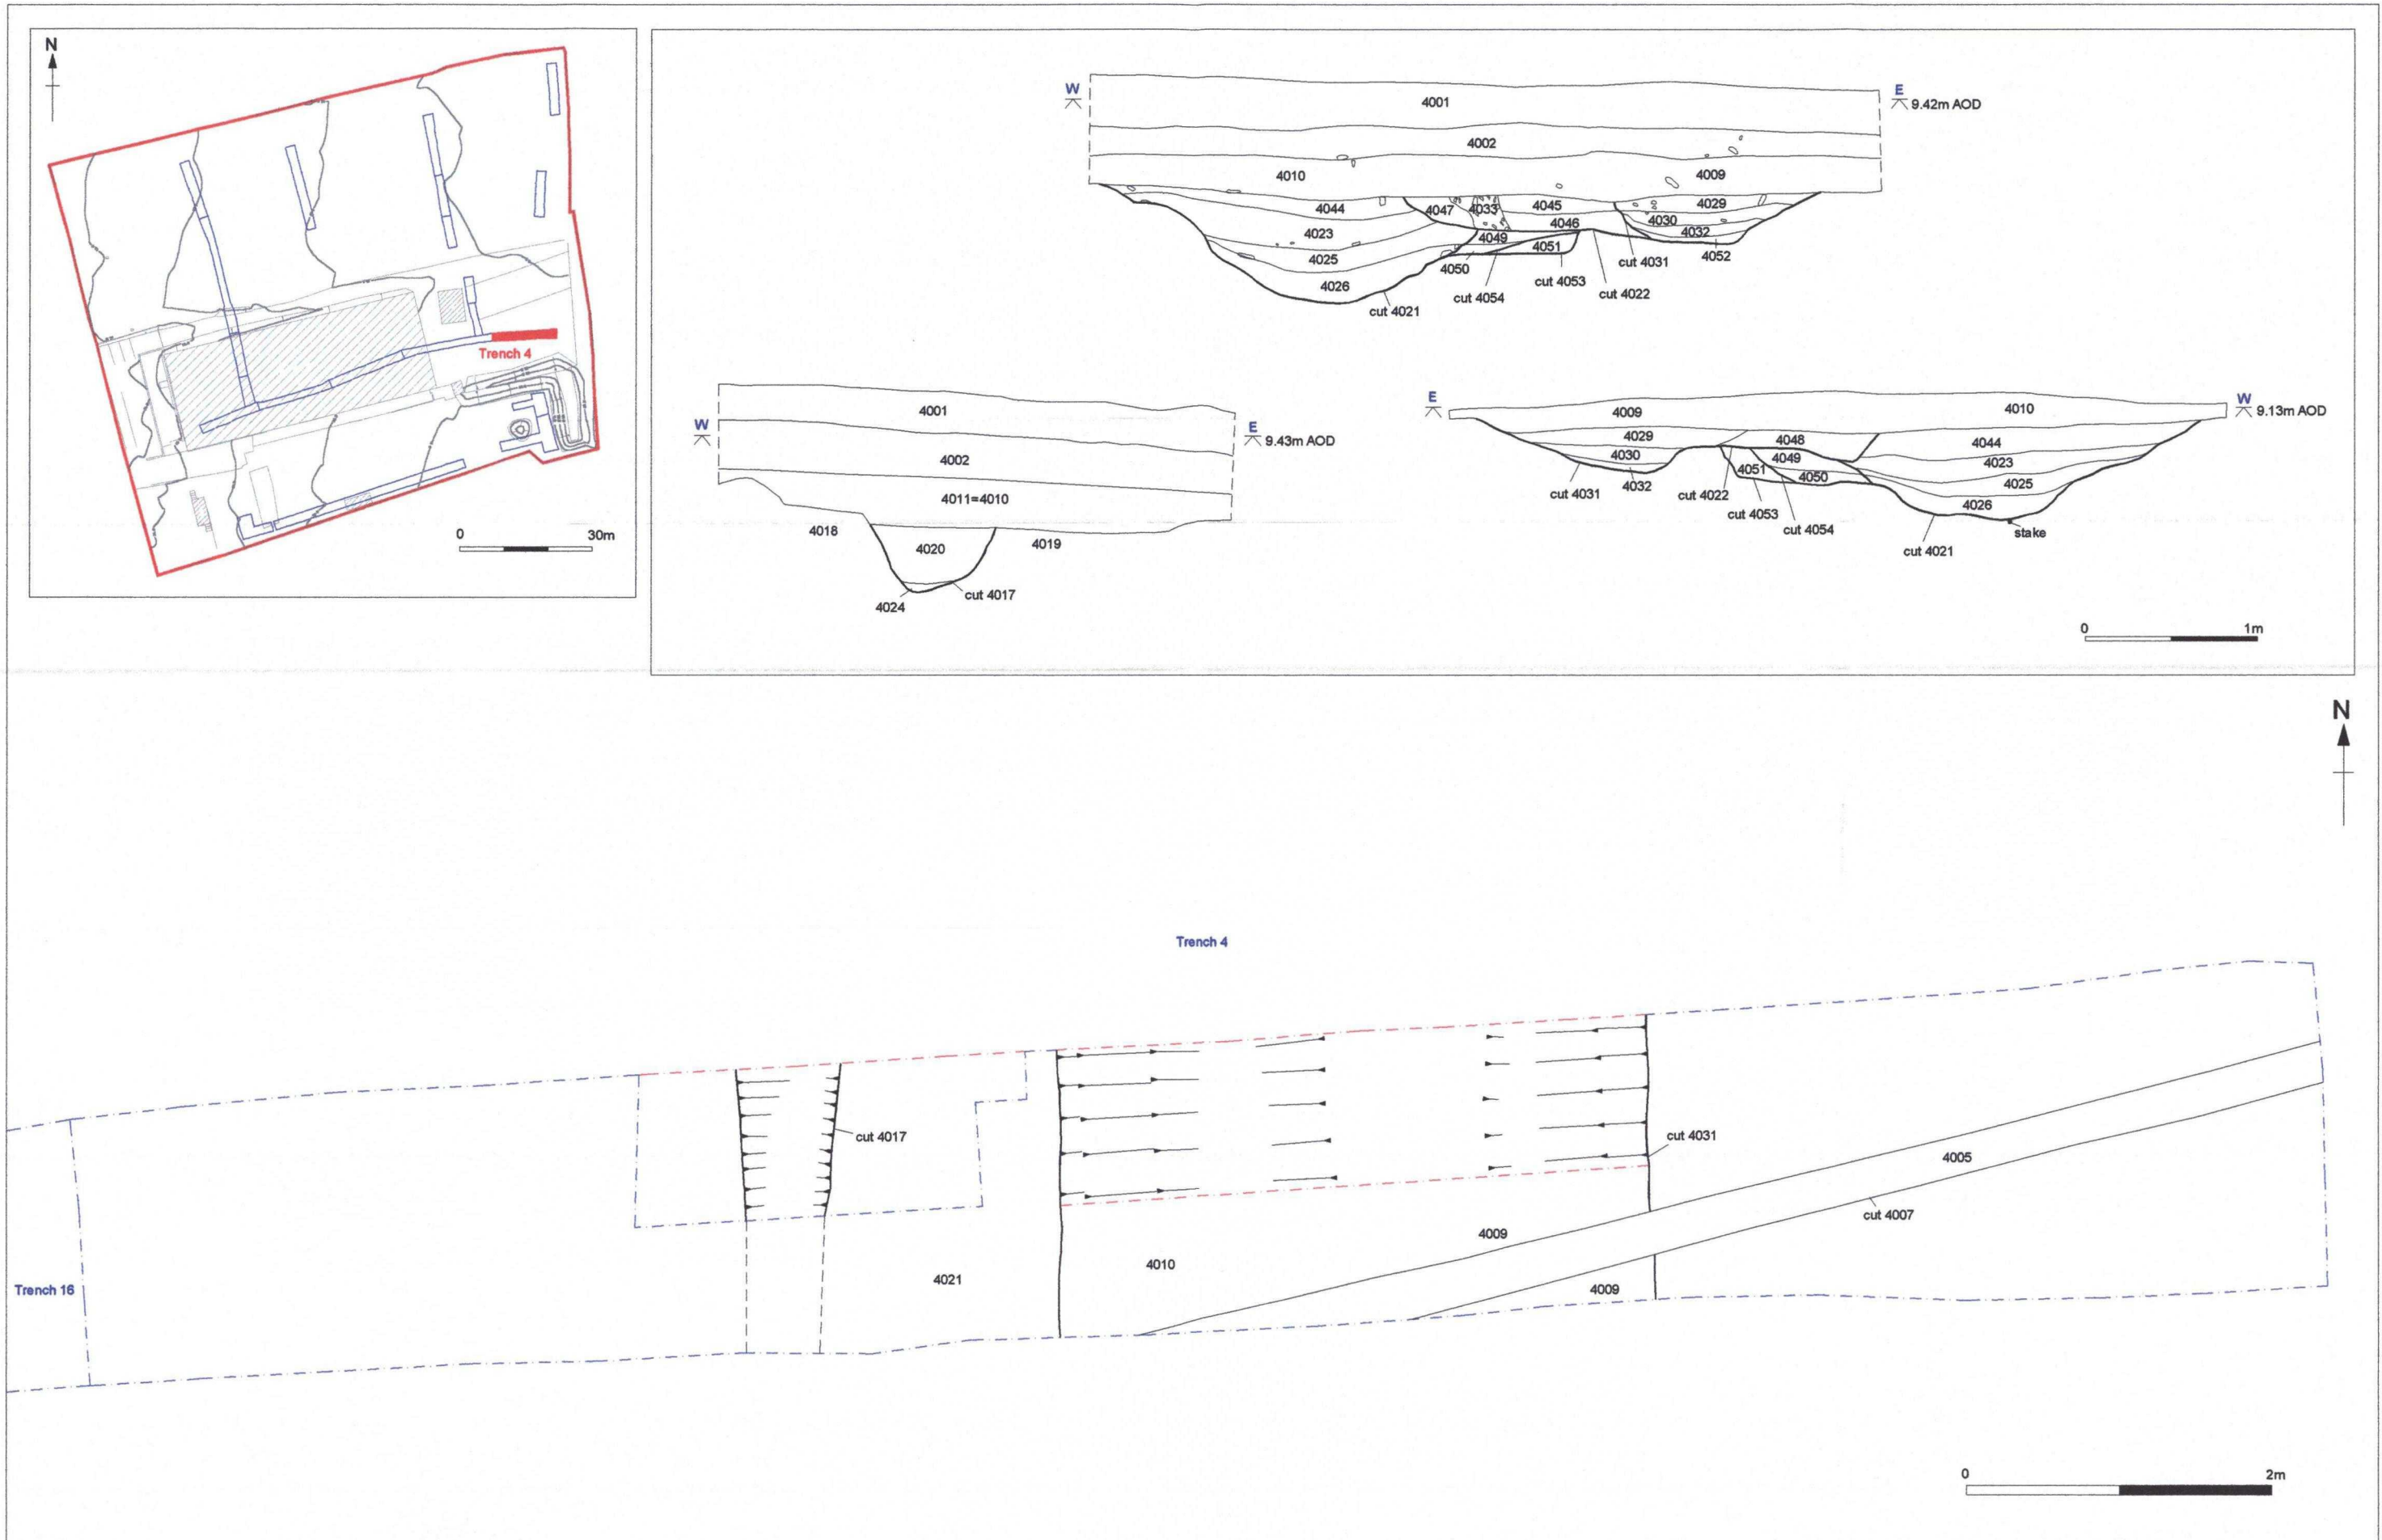 N
Trench 4
0 30m
W
E
9.42m AOD
4001
4002
4010
4009
4044
4047
4033
4045
4029
4046
4030
4023
4049
4032
4051
4025
4050
cut 4031
4052
cut 4053
4026
cut 4054
cut 4022
cut 4021
W
E
9.43m AOD
4001
4002
4011=4010
4018
4020
4019
4024
cut 4017
E
W
9.13m AOD
4009
4010
4029
4048
4044
4030
4049
4023
4051
4050
4025
cut 4031
4032
cut 4022
4026
cut 4053
cut 4054
stake
cut 4021
0 1m
N
Trench 4
cut 4017
cut 4031
4005
cut 4007
4009
4010
4021
4009
Trench 16
0 2m